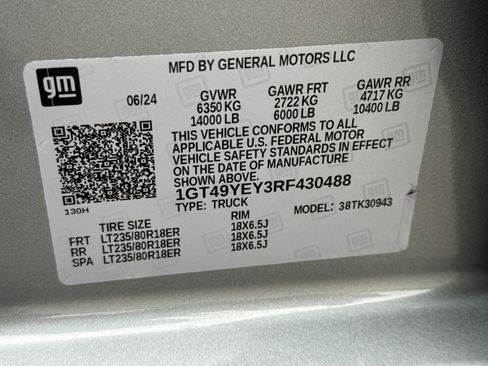 gm
MFD BY GENERAL MOTORS LLC
06/24
GVWR GAWR FRT GAWR RR
6350 KG 2722 KG 4717 KG
14000 LB 6000 LB 10400 LB
THIS VEHICLE CONFORMS TO ALL
APPLICABLE U.S. FEDERAL MOTOR
VEHICLE SAFETY STANDARDS IN EFFECT
ON THE DATE OF MANUFACTURE
SHOWN ABOVE.
1GT49YEY3RF430488
130H
TYPE: TRUCK MODEL: 38TK30943
TIRE SIZE RIM
FRT LT235/80R18ER 18X6.5J
RR LT235/80R18ER 18X6.5J
SPA LT235/80R18ER 18X6.5J